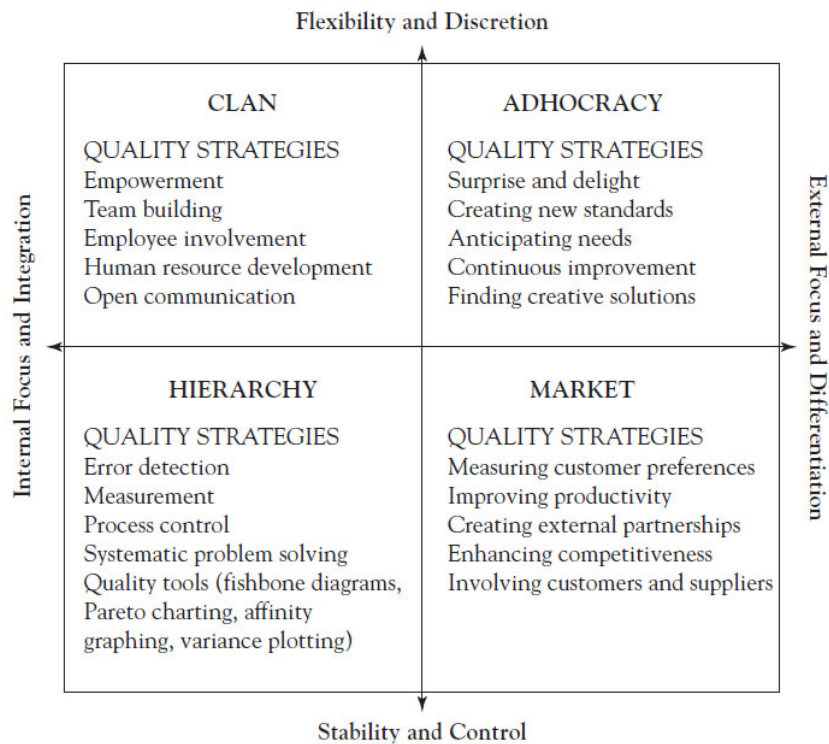 Flexibility and Discretion
Internal Focus and Integration
External Focus and Differentiation
CLAN
QUALITY STRATEGIES
Empowerment
Team building
Employee involvement
Human resource development
Open communication
ADHOCRACY
QUALITY STRATEGIES
Surprise and delight
Creating new standards
Anticipating needs
Continuous improvement
Finding creative solutions
HIERARCHY
QUALITY STRATEGIES
Error detection
Measurement
Process control
Systematic problem solving
Quality tools (fishbone diagrams,
Pareto charting, affinity
graphing, variance plotting)
MARKET
QUALITY STRATEGIES
Measuring customer preferences
Improving productivity
Creating external partnerships
Enhancing competitiveness
Involving customers and suppliers
Stability and Control